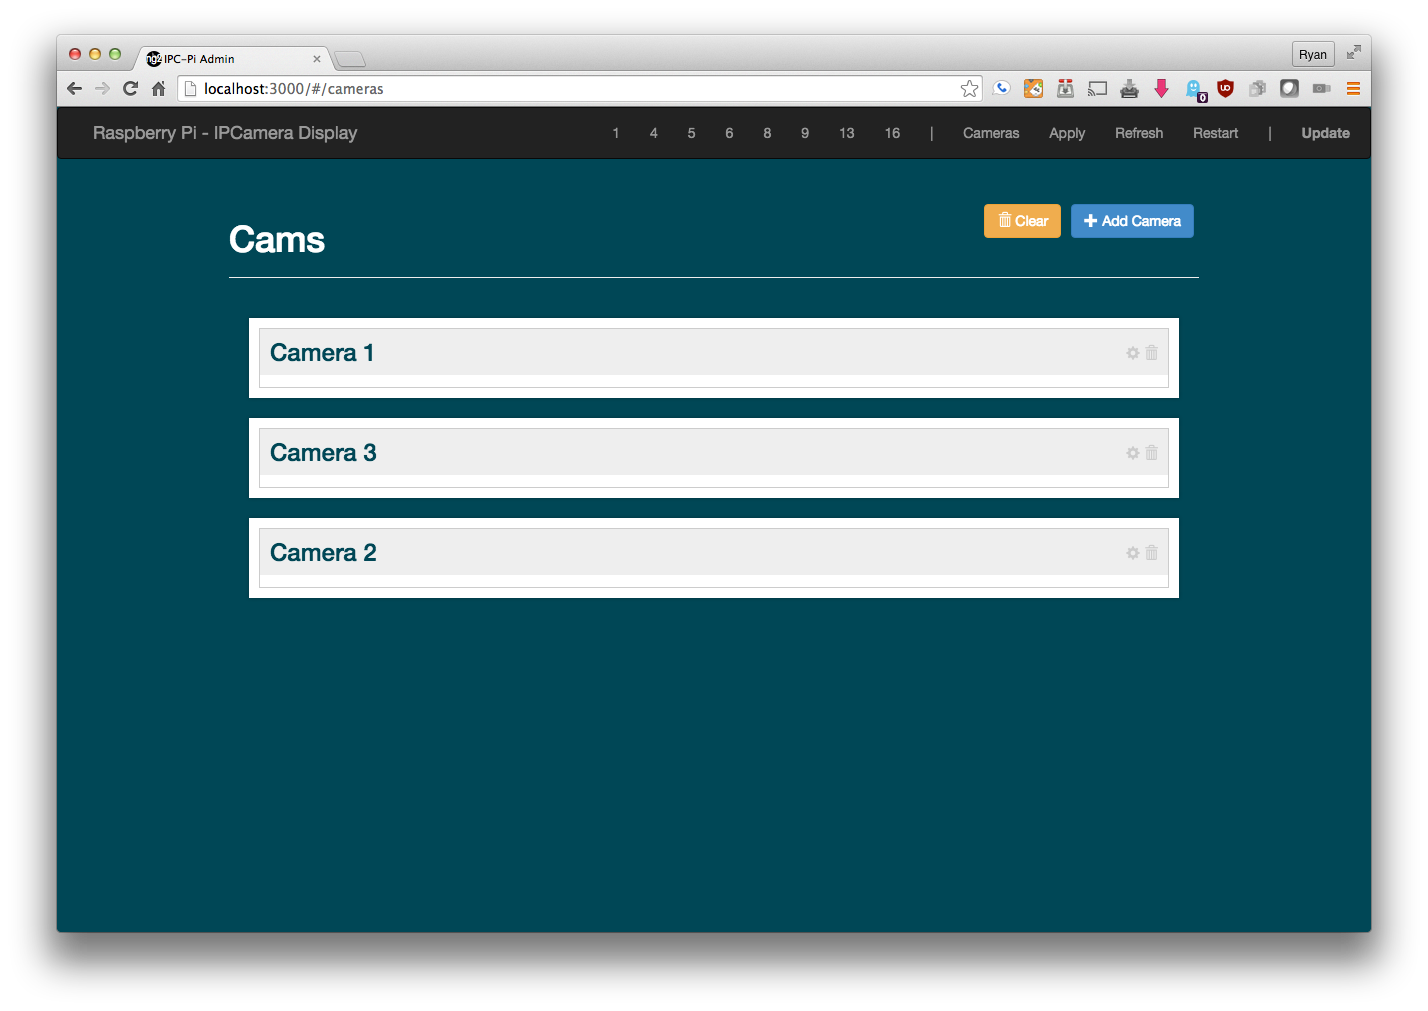 IPC-Pi Admin
Ryan
localhost:3000/#/cameras
0
Raspberry Pi - IPCamera Display 1 4 5 6 8 9 13 16 | Cameras Apply Refresh Restart | Update
Clear Add Camera
Cams
Camera 1
Camera 3
Camera 2